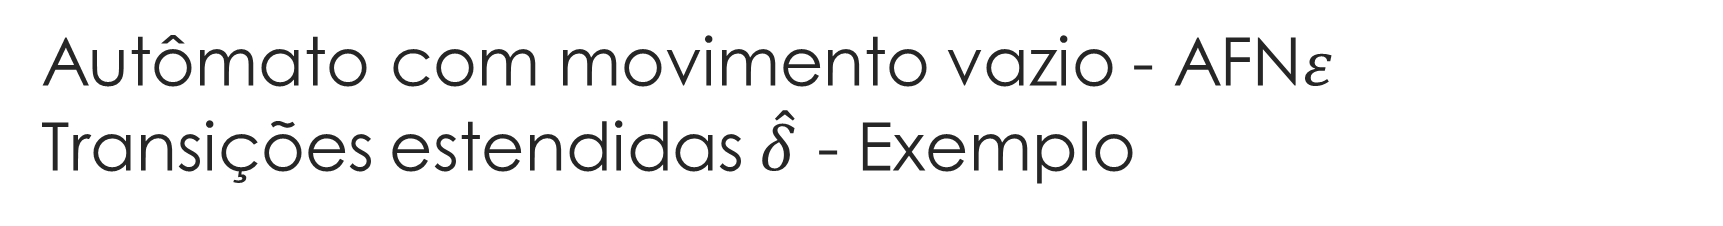 Autômato com movimento vazio - AFNε
Transições estendidas δ̂ - Exemplo